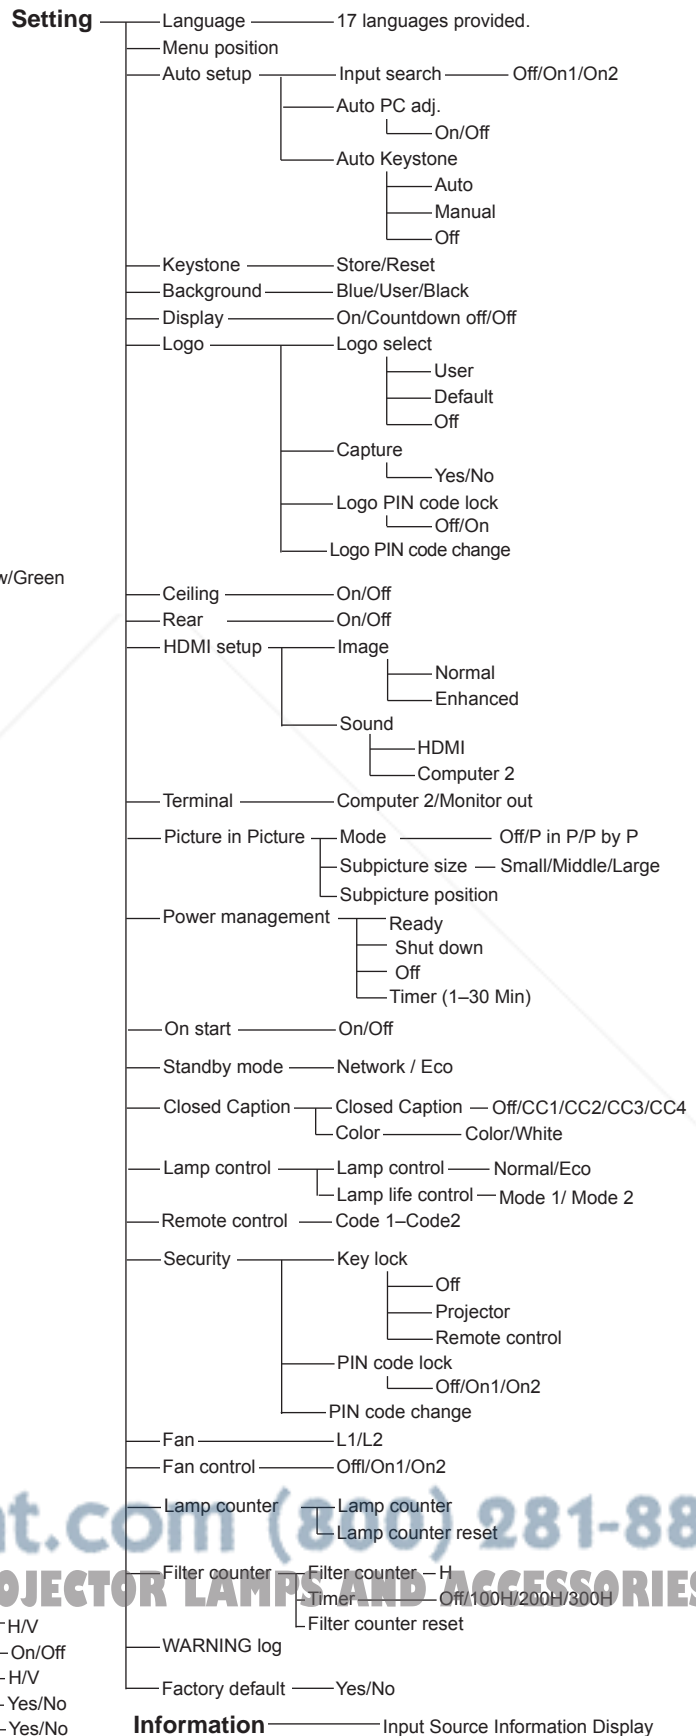 Setting Language 17 languages provided.
Menu position
Auto setup Input search Off/On1/On2
Auto PC adj.
On/Off
Auto Keystone
Auto
Manual
Off
Keystone Store/Reset
Background Blue/User/Black
Display On/Countdown off/Off
Logo Logo select
User
Default
Off
Capture
Yes/No
Logo PIN code lock
Off/On
Logo PIN code change
w/Green
Ceiling On/Off
Rear On/Off
HDMI setup Image
Normal
Enhanced
Sound
HDMI
Computer 2
Terminal Computer 2/Monitor out
Picture in Picture Mode Off/P in P/P by P
Subpicture size Small/Middle/Large
Subpicture position
Power management Ready
Shut down
Off
Timer (1–30 Min)
On start On/Off
Standby mode Network / Eco
Closed Caption Closed Caption Off/CC1/CC2/CC3/CC4
Color Color/White
Lamp control Lamp control Normal/Eco
Lamp life control Mode 1/ Mode 2
Remote control Code 1–Code2
Security Key lock
Off
Projector
Remote control
PIN code lock
Off/On1/On2
PIN code change
Fan L1/L2
Fan control Offl/On1/On2
nt.com (800) 281-88
Lamp counter Lamp counter
Lamp counter reset
OJECTOR LAMPS AND ACCESSORIES
Filter counter Filter counter H
Timer Off/100H/200H/300H
Filter counter reset
H/V
WARNING log
On/Off
H/V
Factory default Yes/No
Yes/No
Yes/No
Information Input Source Information Display